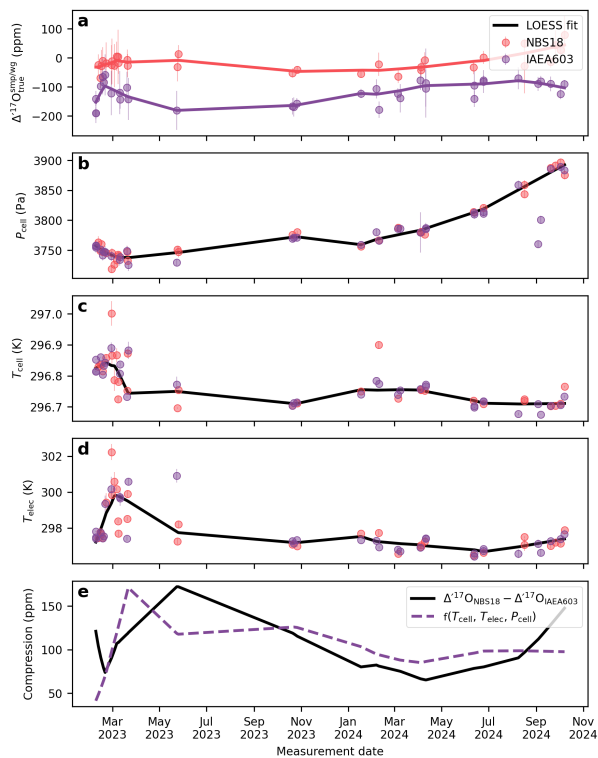 a
Δ′¹⁷O^smp/wg_true (ppm)
100
0
−100
−200
LOESS fit
NBS18
IAEA603
b
P_cell (Pa)
3900
3850
3800
3750
c
T_cell (K)
297.0
296.9
296.8
296.7
d
T_elec (K)
302
300
298
e
Compression (ppm)
150
100
50
Δ′¹⁷O_NBS18 − Δ′¹⁷O_IAEA603
f(T_cell, T_elec, P_cell)
Mar May Jul Sep Nov Jan Mar May Jul Sep Nov
2023 2023 2023 2023 2023 2024 2024 2024 2024 2024 2024
Measurement date